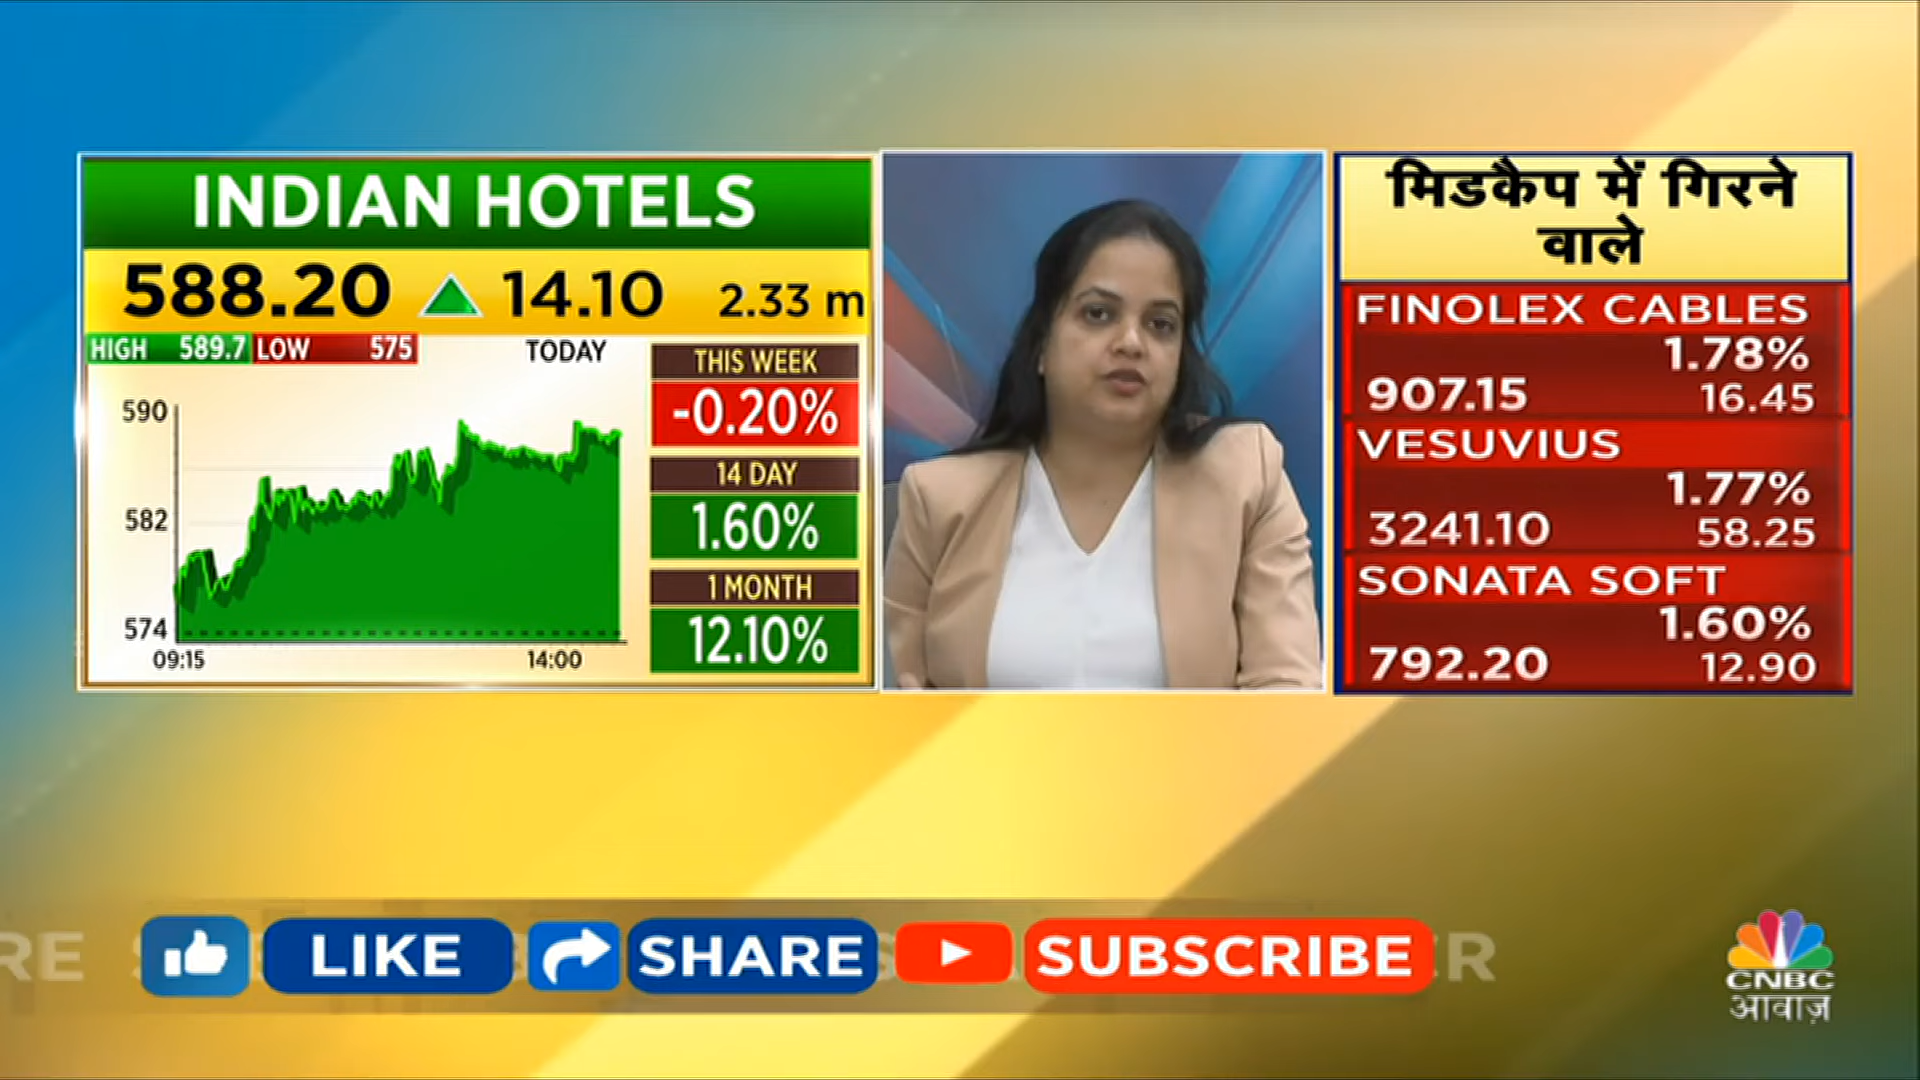 INDIAN HOTELS
588.20 14.10 2.33 m
HIGH 589.7 LOW 575
TODAY
590
582
574
09:15 14:00
THIS WEEK
-0.20%
14 DAY
1.60%
1 MONTH
12.10%
मिडकैप में गिरने
वाले
FINOLEX CABLES
1.78%
907.15 16.45
VESUVIUS
1.77%
3241.10 58.25
SONATA SOFT
1.60%
792.20 12.90
LIKE SHARE SUBSCRIBE
CNBC
आवाज़